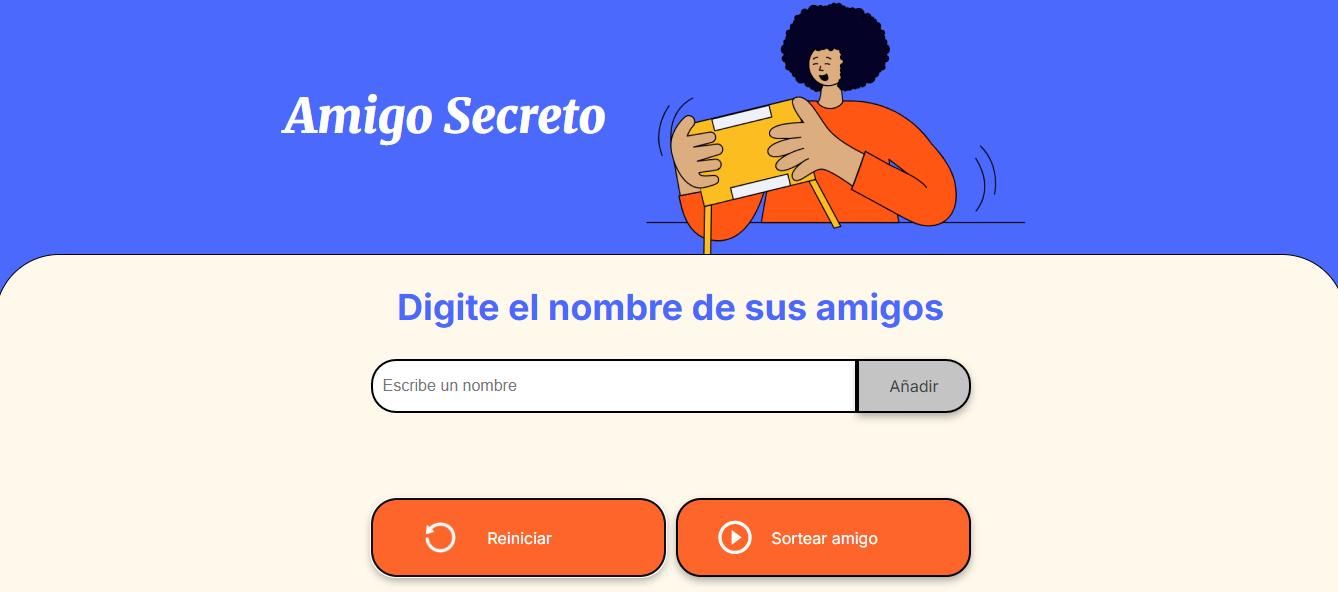 Amigo Secreto
Digite el nombre de sus amigos
Escribe un nombre
Añadir
Reiniciar
Sortear amigo